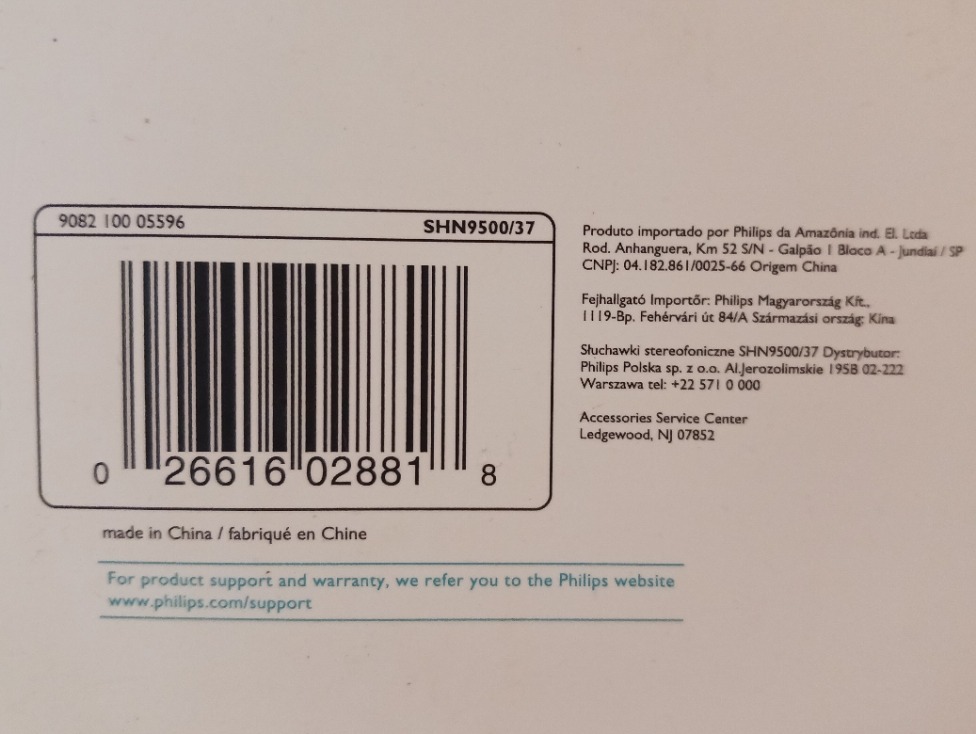 9082 100 05596
SHN9500/37
0 26616 02881 8
made in China / fabriqué en Chine
For product support and warranty, we refer you to the Philips website
www.philips.com/support
Produto importado por Philips da Amazônia ind. El. Ltda
Rod. Anhanguera, Km 52 S/N - Galpão 1 Bloco A - Jundiaí / SP
CNPJ: 04.182.861/0025-66 Origem China
Fejhallgató Importőr: Philips Magyarország Kft.,
1119-Bp. Fehérvári út 84/A Származási ország: Kína
Słuchawki stereofoniczne SHN9500/37 Dystrybutor:
Philips Polska sp. z o.o. Al.Jerozolimskie 195B 02-222
Warszawa tel: +22 571 0 000
Accessories Service Center
Ledgewood, NJ 07852